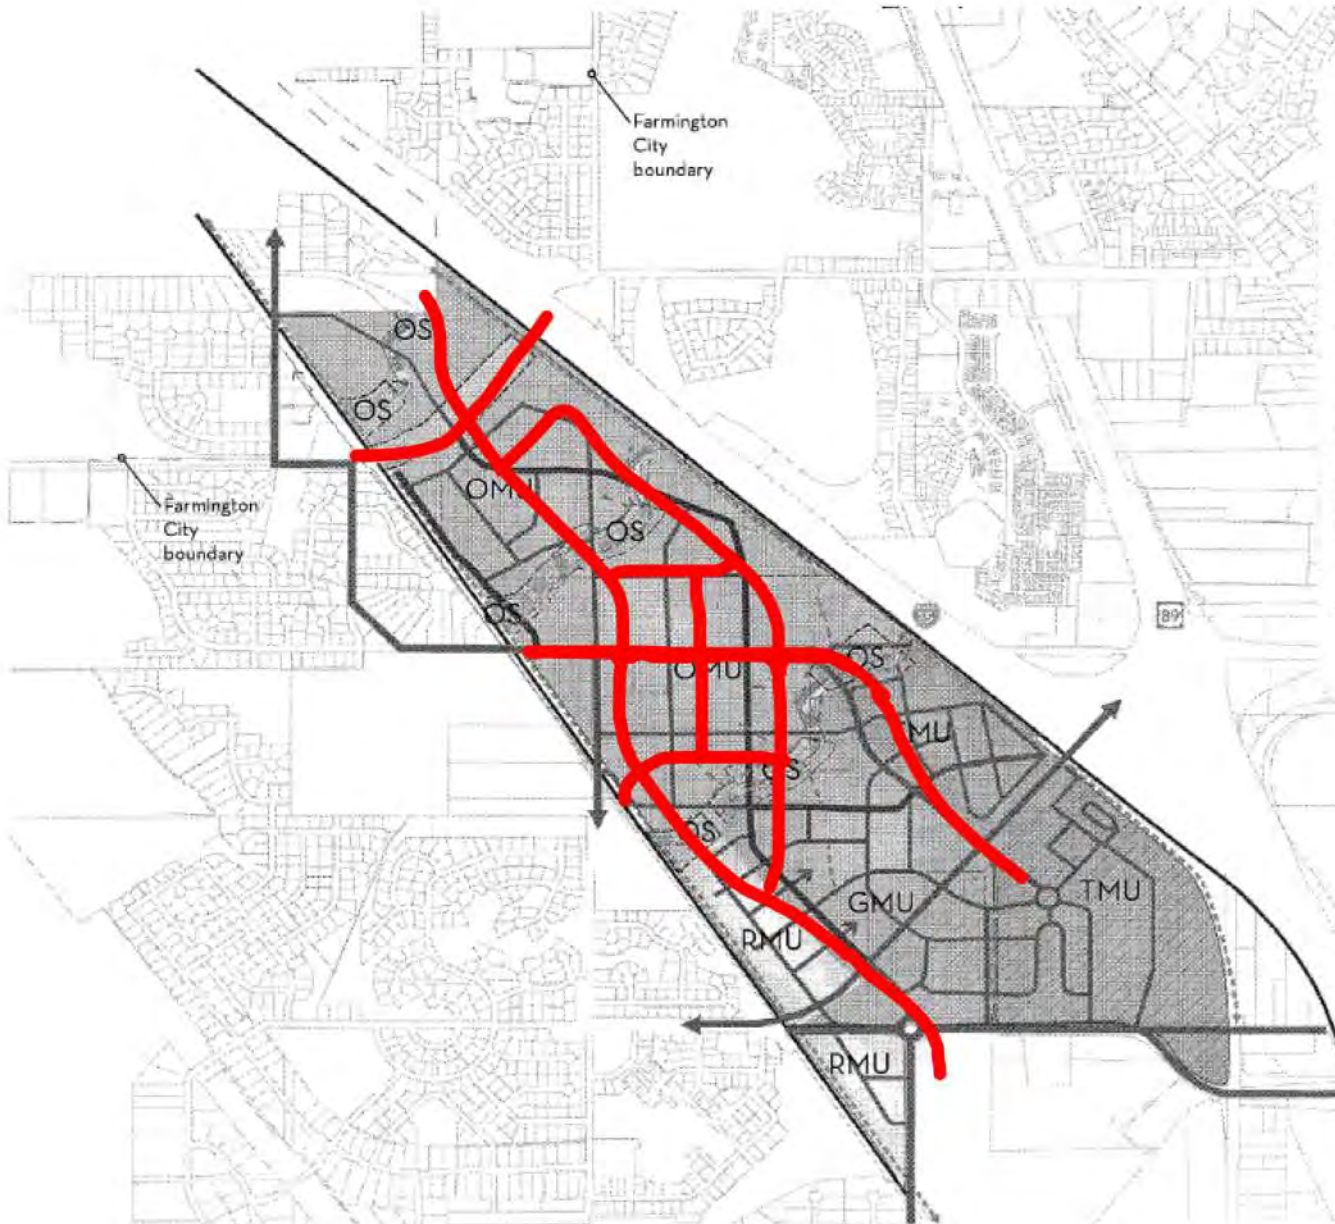 Farmington
City
boundary
OS
OS
OMU
OS
Farmington
City
boundary
OS
89
OS
OMU
MU
OS
OS
TMU
GMU
RMU
RMU